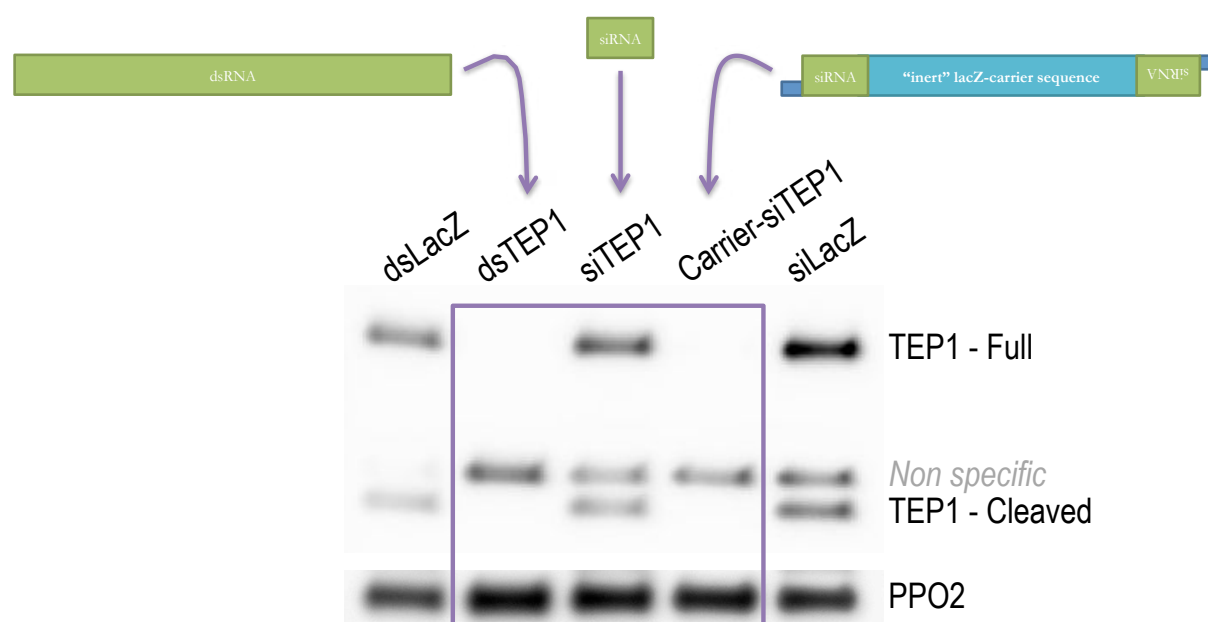 siRNA
dsRNA
siRNA
“inert” lacZ-carrier sequence
siRNA
dsLacZ
dsTEP1
siTEP1
Carrier-siTEP1
siLacZ
TEP1 - Full
Non specific
TEP1 - Cleaved
PPO2